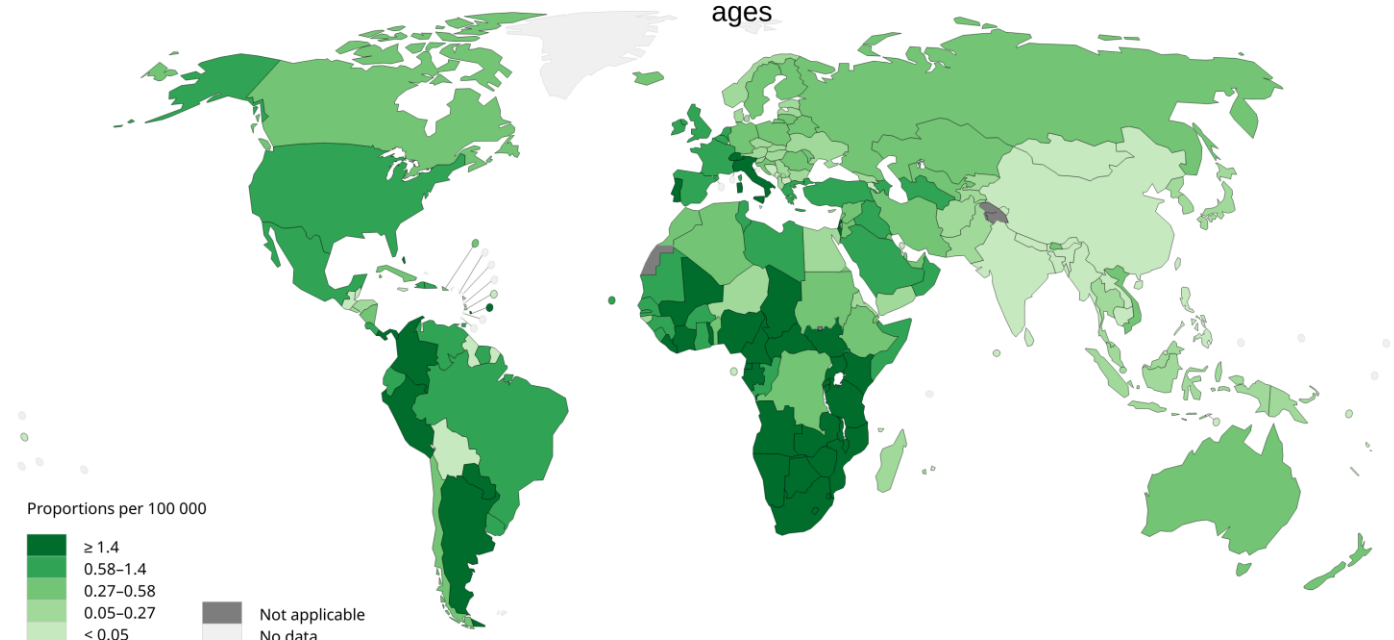 ages
Proportions per 100 000
≥ 1.4
0.58–1.4
0.27–0.58
0.05–0.27
< 0.05
Not applicable
No data